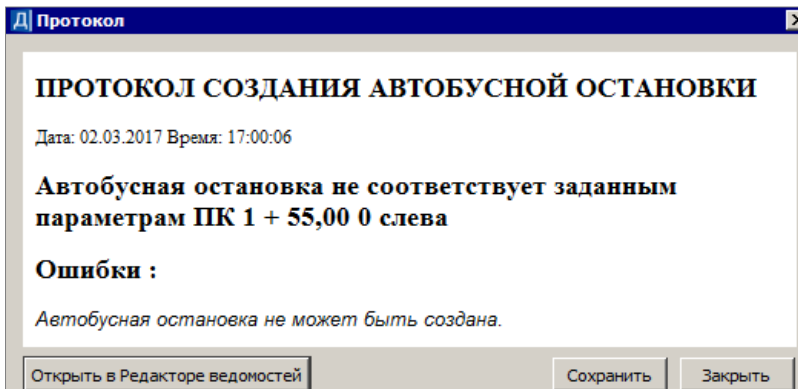 Д Протокол
ПРОТОКОЛ СОЗДАНИЯ АВТОБУСНОЙ ОСТАНОВКИ
Дата: 02.03.2017 Время: 17:00:06
Автобусная остановка не соответствует заданным
параметрам ПК 1 + 55,00 0 слева
Ошибки :
Автобусная остановка не может быть создана.
Открыть в Редакторе ведомостей Сохранить Закрыть